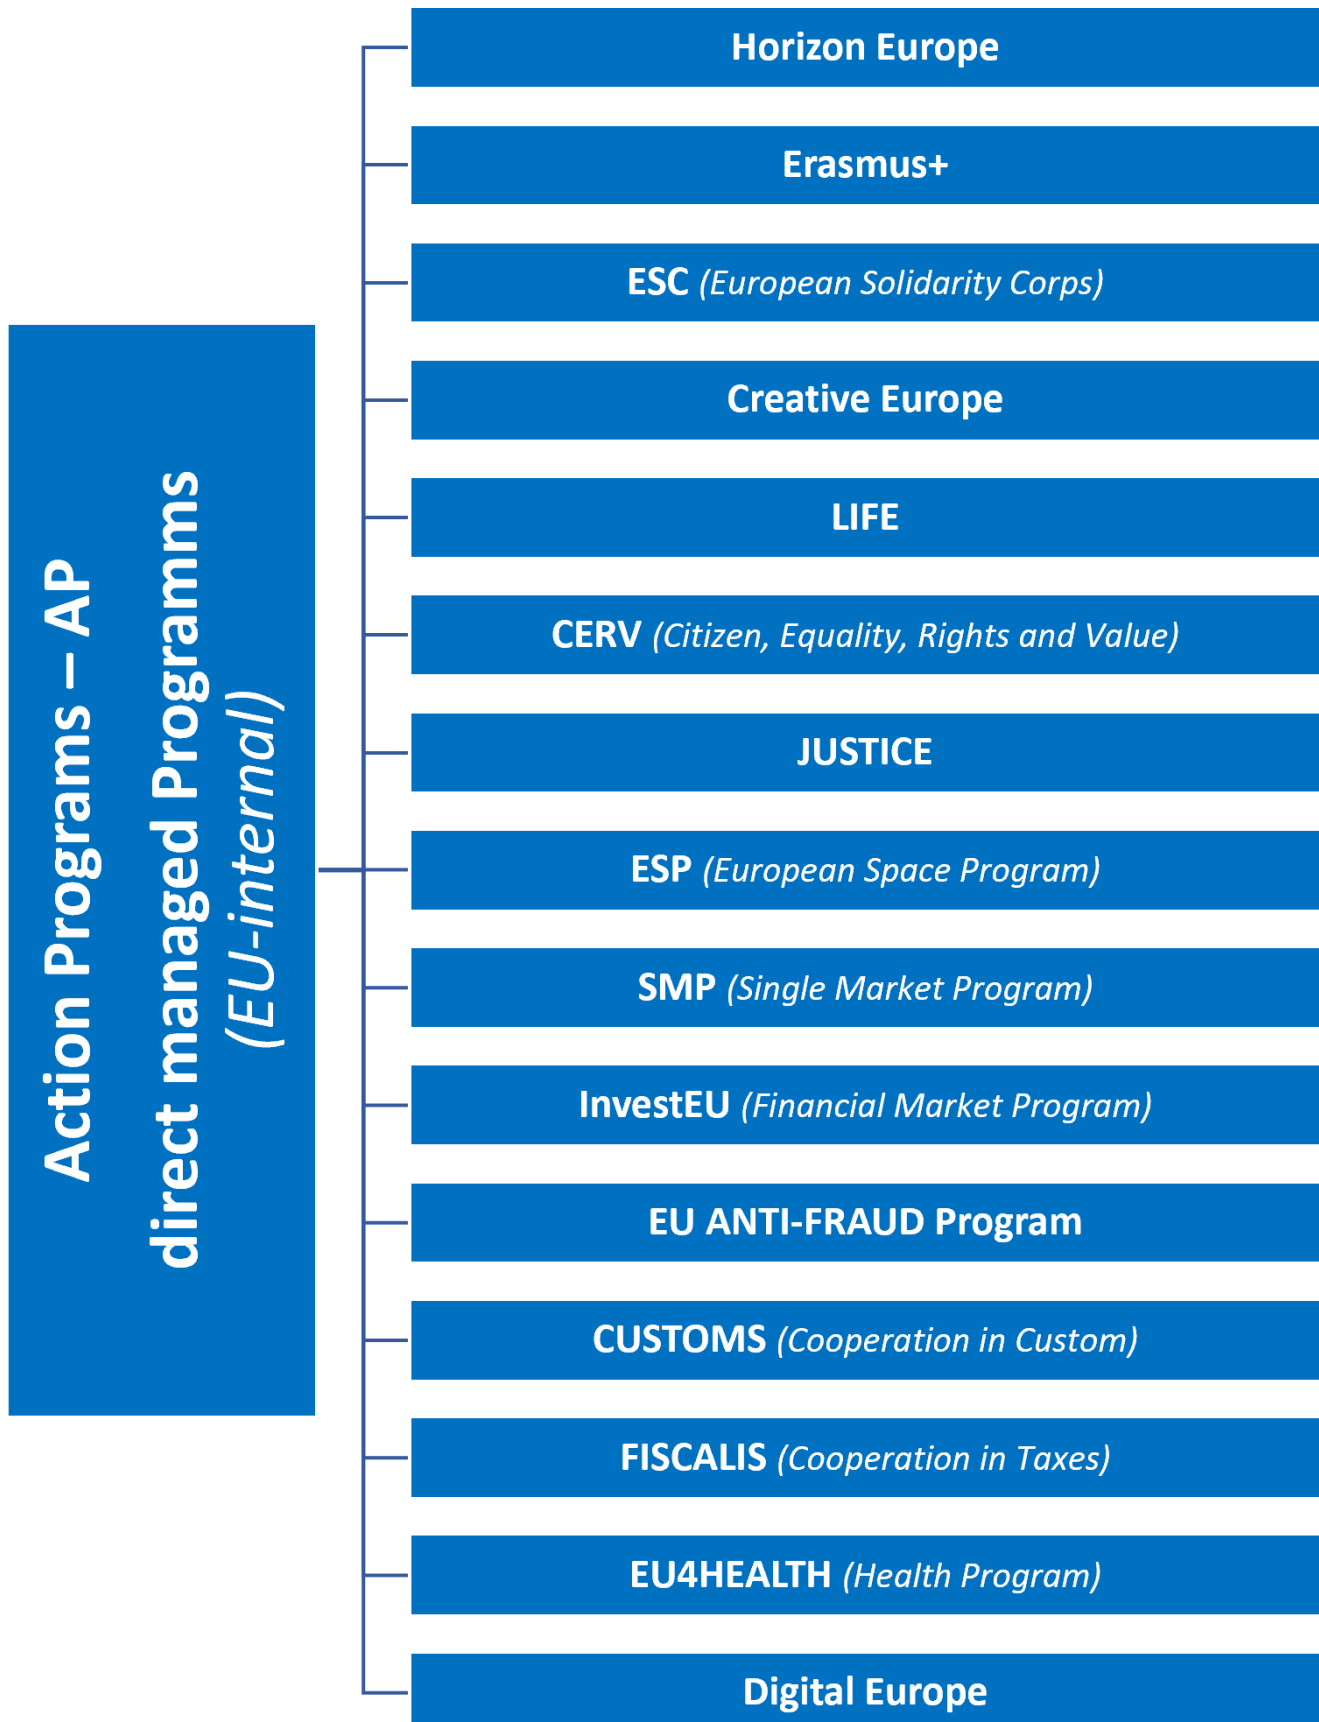 Action Programs – AP
direct managed Programms
(EU-internal)
Horizon Europe
Erasmus+
ESC (European Solidarity Corps)
Creative Europe
LIFE
CERV (Citizen, Equality, Rights and Value)
JUSTICE
ESP (European Space Program)
SMP (Single Market Program)
InvestEU (Financial Market Program)
EU ANTI-FRAUD Program
CUSTOMS (Cooperation in Custom)
FISCALIS (Cooperation in Taxes)
EU4HEALTH (Health Program)
Digital Europe